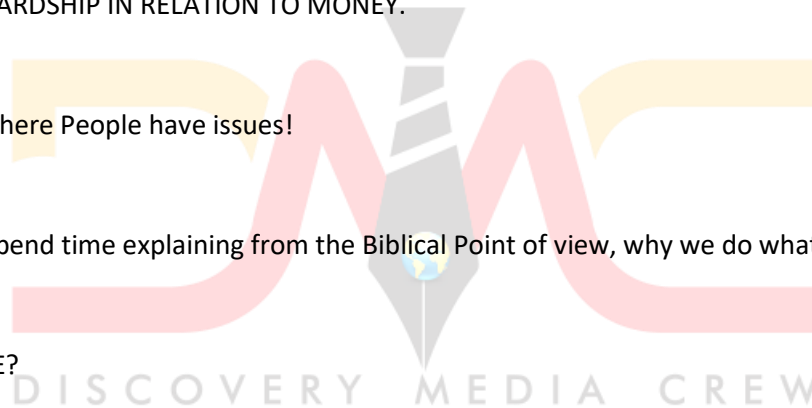 ARDSHIP IN RELATION TO MONEY.
here People have issues!
pend time explaining from the Biblical Point of view, why we do what
E?
DISCOVERY MEDIA CREW